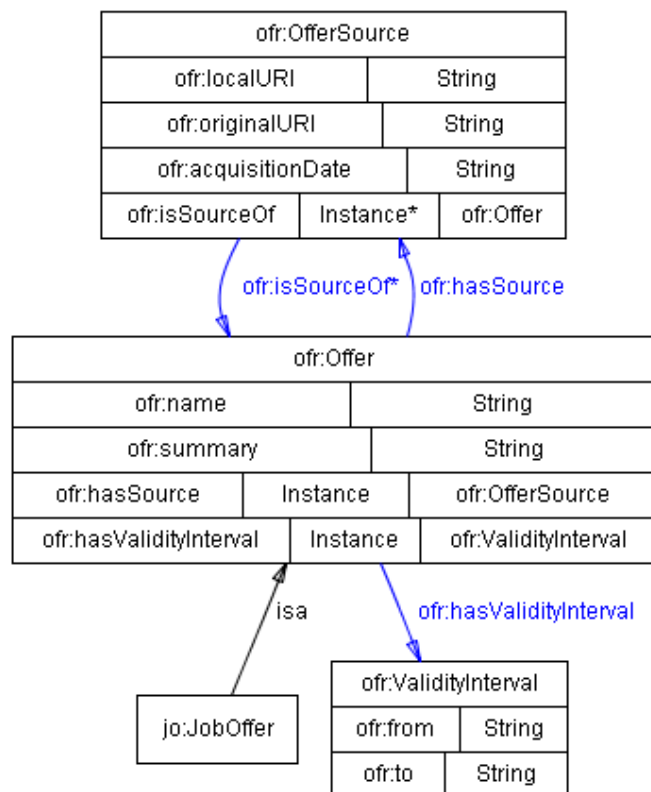 ofr:OfferSource
ofr:localURI String
ofr:originalURI String
ofr:acquisitionDate String
ofr:isSourceOf Instance* ofr:Offer
ofr:isSourceOf* ofr:hasSource
ofr:Offer
ofr:name String
ofr:summary String
ofr:hasSource Instance ofr:OfferSource
ofr:hasValidityInterval Instance ofr:ValidityInterval
isa ofr:hasValidityInterval
ofr:ValidityInterval
jo:JobOffer ofr:from String
ofr:to String